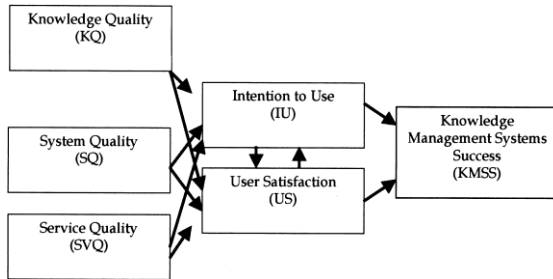 Knowledge Quality
(KQ)
Intention to Use
(IU)
Knowledge
Management Systems
Success
(KMSS)
System Quality
(SQ)
User Satisfaction
(US)
Service Quality
(SVQ)